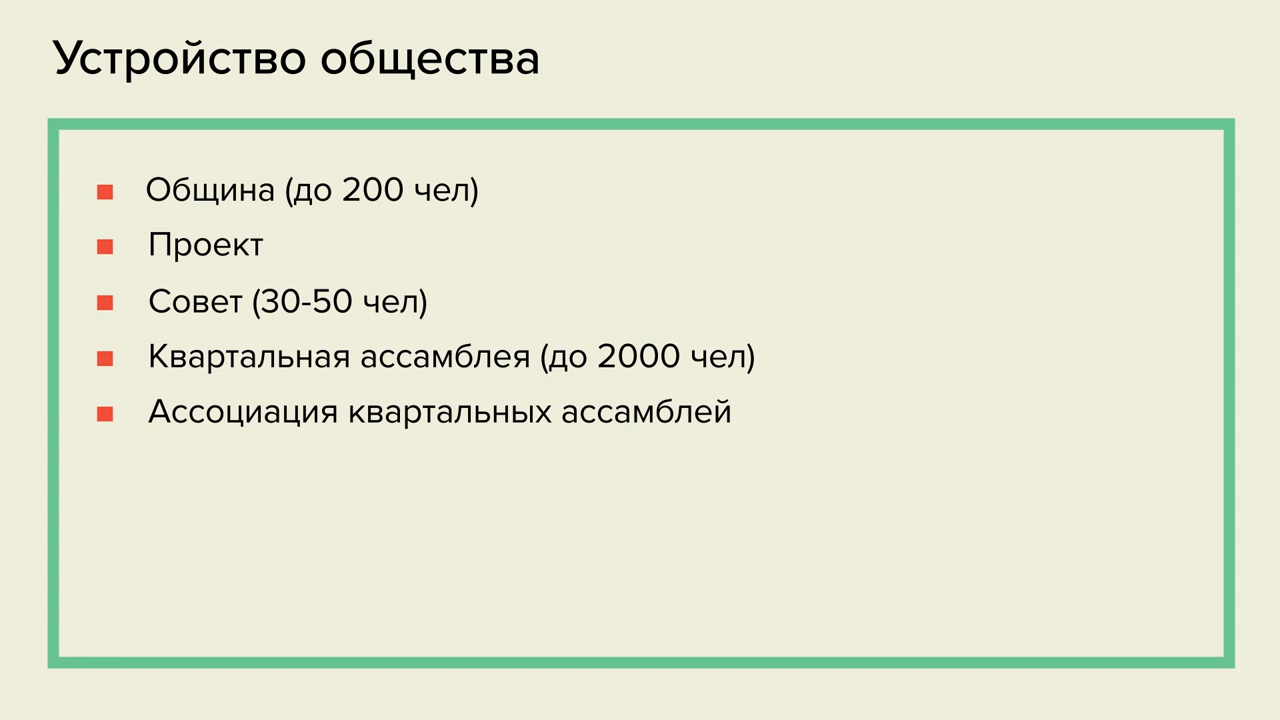 Устройство общества
Община (до 200 чел)
Проект
Совет (30-50 чел)
Квартальная ассамблея (до 2000 чел)
Ассоциация квартальных ассамблей